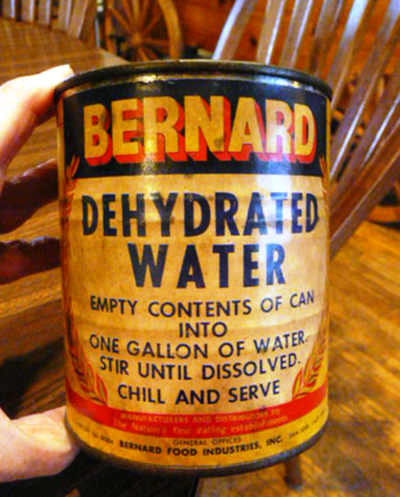 BERNARD
DEHYDRATED
WATER
EMPTY CONTENTS OF CAN
INTO
ONE GALLON OF WATER.
STIR UNTIL DISSOLVED.
CHILL AND SERVE
MANUFACTURERS AND DISTRIBUTORS TO
The Nation's fine eating establishments
GENERAL OFFICES
BERNARD FOOD INDUSTRIES, INC.